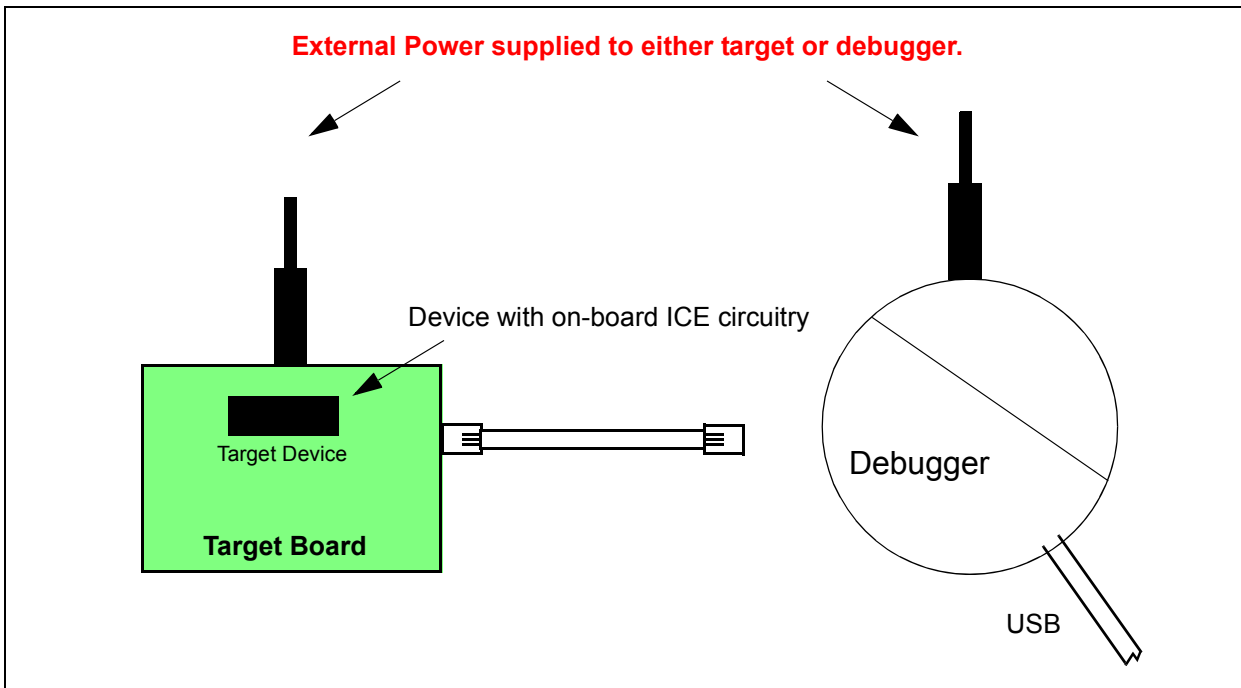 External Power supplied to either target or debugger.
Device with on-board ICE circuitry
Target Device
Target Board
Debugger
USB